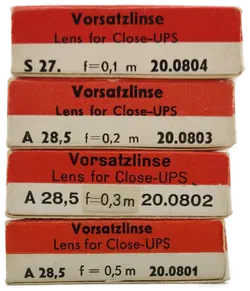 Vorsatzlinse
Lens for Close-UPS
S 27. f=0,1 m 20.0804
Vorsatzlinse
Lens for Close-UPS
A 28,5 f=0,2 m 20.0803
Vorsatzlinse
Lens for Close-UPS
A 28,5 f=0,3 m 20.0802
Vorsatzlinse
Lens for Close-UPS
A 28,5 f=0,5 m 20.0801